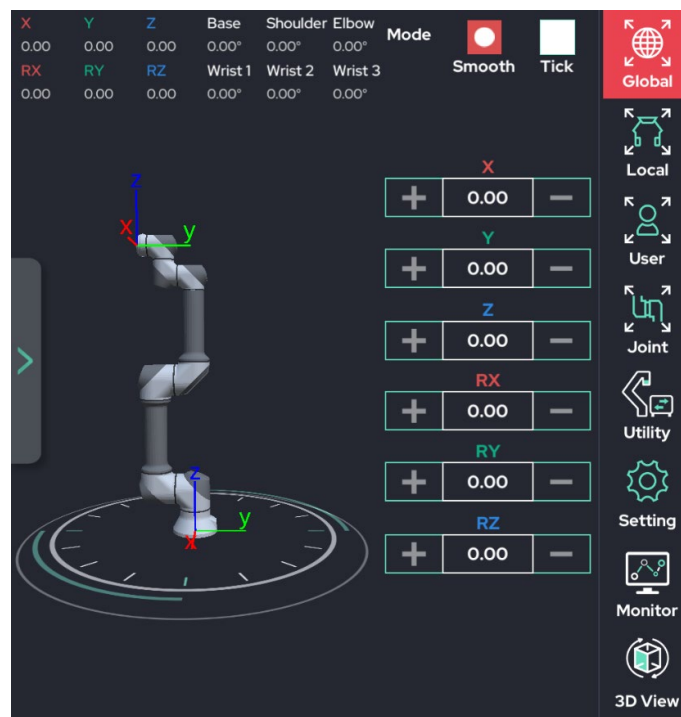 X Y Z Base Shoulder Elbow
0.00 0.00 0.00 0.00° 0.00° 0.00°
RX RY RZ Wrist 1 Wrist 2 Wrist 3
0.00 0.00 0.00 0.00° 0.00° 0.00°
Mode
Smooth Tick
Global
Local
User
Joint
Utility
Setting
Monitor
3D View
X
+ 0.00 −
Y
+ 0.00 −
Z
+ 0.00 −
RX
+ 0.00 −
RY
+ 0.00 −
RZ
+ 0.00 −
z
x y
z
y
x